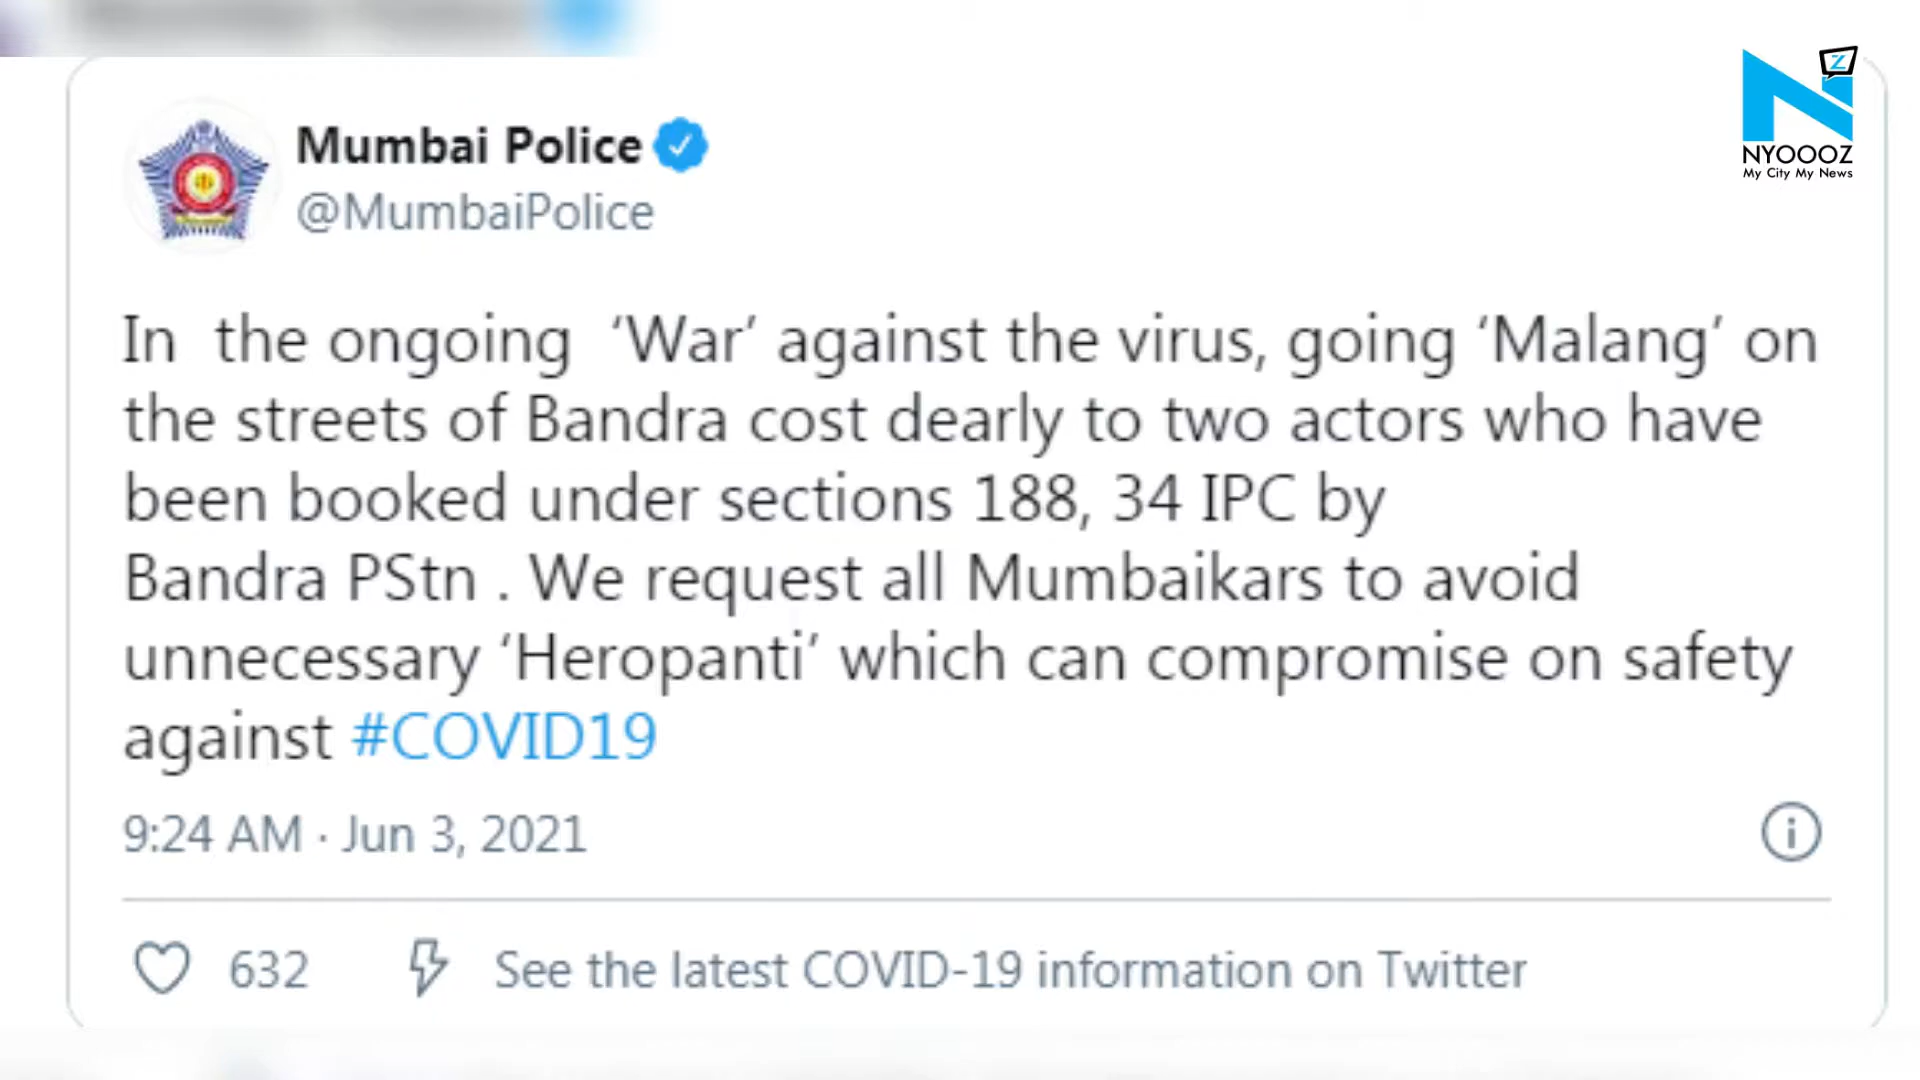 Z
NYOOOZ
My City My News
Mumbai Police
@MumbaiPolice
In the ongoing ‘War’ against the virus, going ‘Malang’ on
the streets of Bandra cost dearly to two actors who have
been booked under sections 188, 34 IPC by
Bandra PStn . We request all Mumbaikars to avoid
unnecessary ‘Heropanti’ which can compromise on safety
against #COVID19
9:24 AM · Jun 3, 2021
632
See the latest COVID-19 information on Twitter